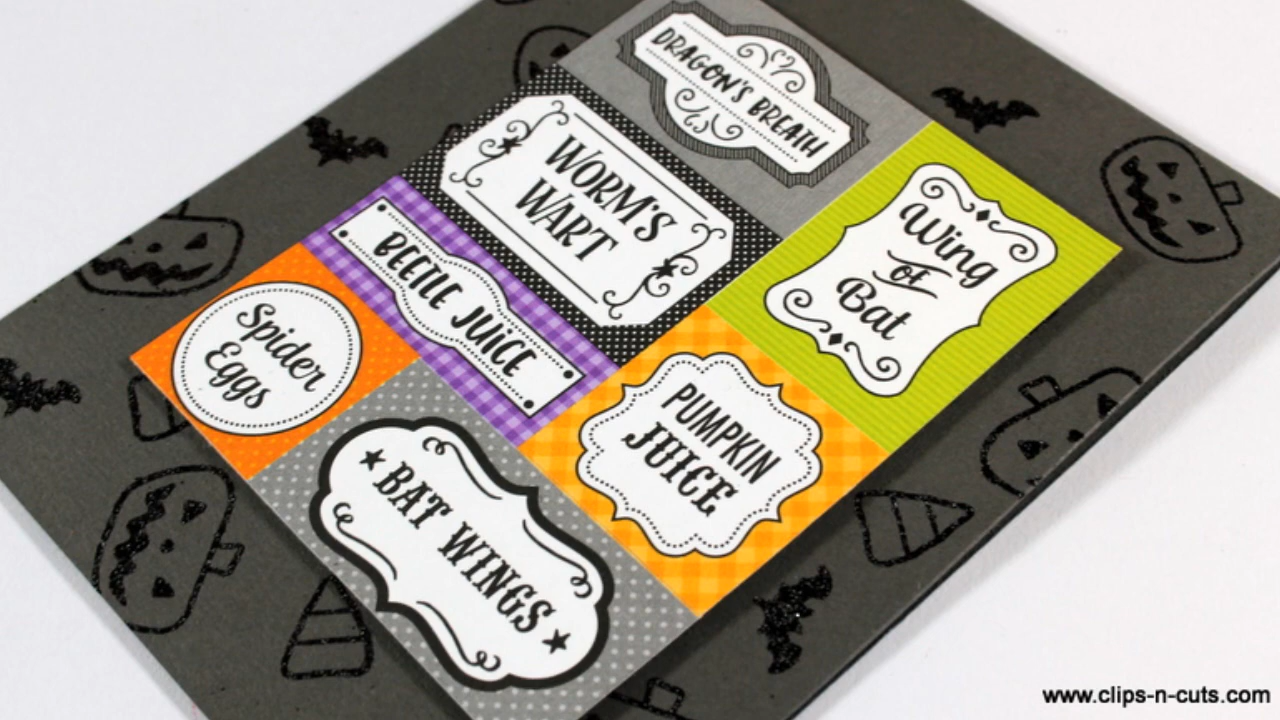 DRAGON'S BREATH
WORM'S
WART
Wing
of
Bat
BEETLE JUiCE
Spider
Eggs
PUMPKIN
JUICE
BAT WINGS
www.clips-n-cuts.com